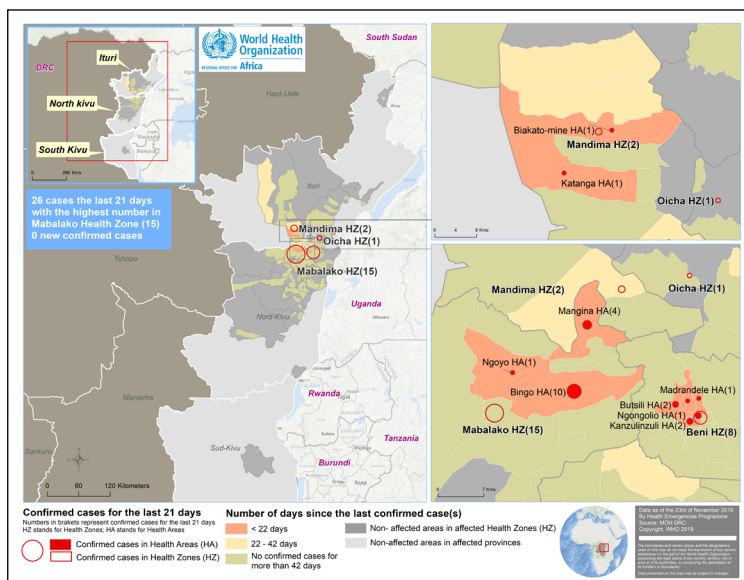 World Health
Organization
REGIONAL OFFICE FOR
Africa
South Sudan
DRC
Ituri
North kivu
South Kivu
Haut-Uele
26 cases the last 21 days
with the highest number in
Mabalako Health Zone (15)
0 new confirmed cases
Ituri
Mandima HZ(2)
Oicha HZ(1)
Mabalako HZ(15)
Tshopo
Nord-Kivu
Uganda
Maniema
Rwanda
Sankuru
Sud-Kivu
Tanzania
Burundi
0 60 120 Kilometers
Biakato-mine HA(1)
Mandima HZ(2)
Katanga HA(1)
Oicha HZ(1)
Mandima HZ(2)
Oicha HZ(1)
Mangina HA(4)
Ngoyo HA(1)
Bingo HA(10)
Madrandele HA(1)
Butsili HA(2)
Ngongolio HA(1)
Kanzulinzuli HA(2)
Mabalako HZ(15)
Beni HZ(8)
Confirmed cases for the last 21 days
Numbers in brakets represent confirmed cases for the last 21 days
HZ stands for Health Zones; HA stands for Health Areas
Confirmed cases in Health Areas (HA)
Confirmed cases in Health Zones (HZ)
Number of days since the last confirmed case(s)
< 22 days
22 - 42 days
No confirmed cases for
more than 42 days
Non- affected areas in affected Health Zones (HZ)
Non-affected areas in affected provinces
Data as of the 23rd of November 2019
By Health Emergencies Programme
Source: MOH DRC
Copyright: WHO 2019